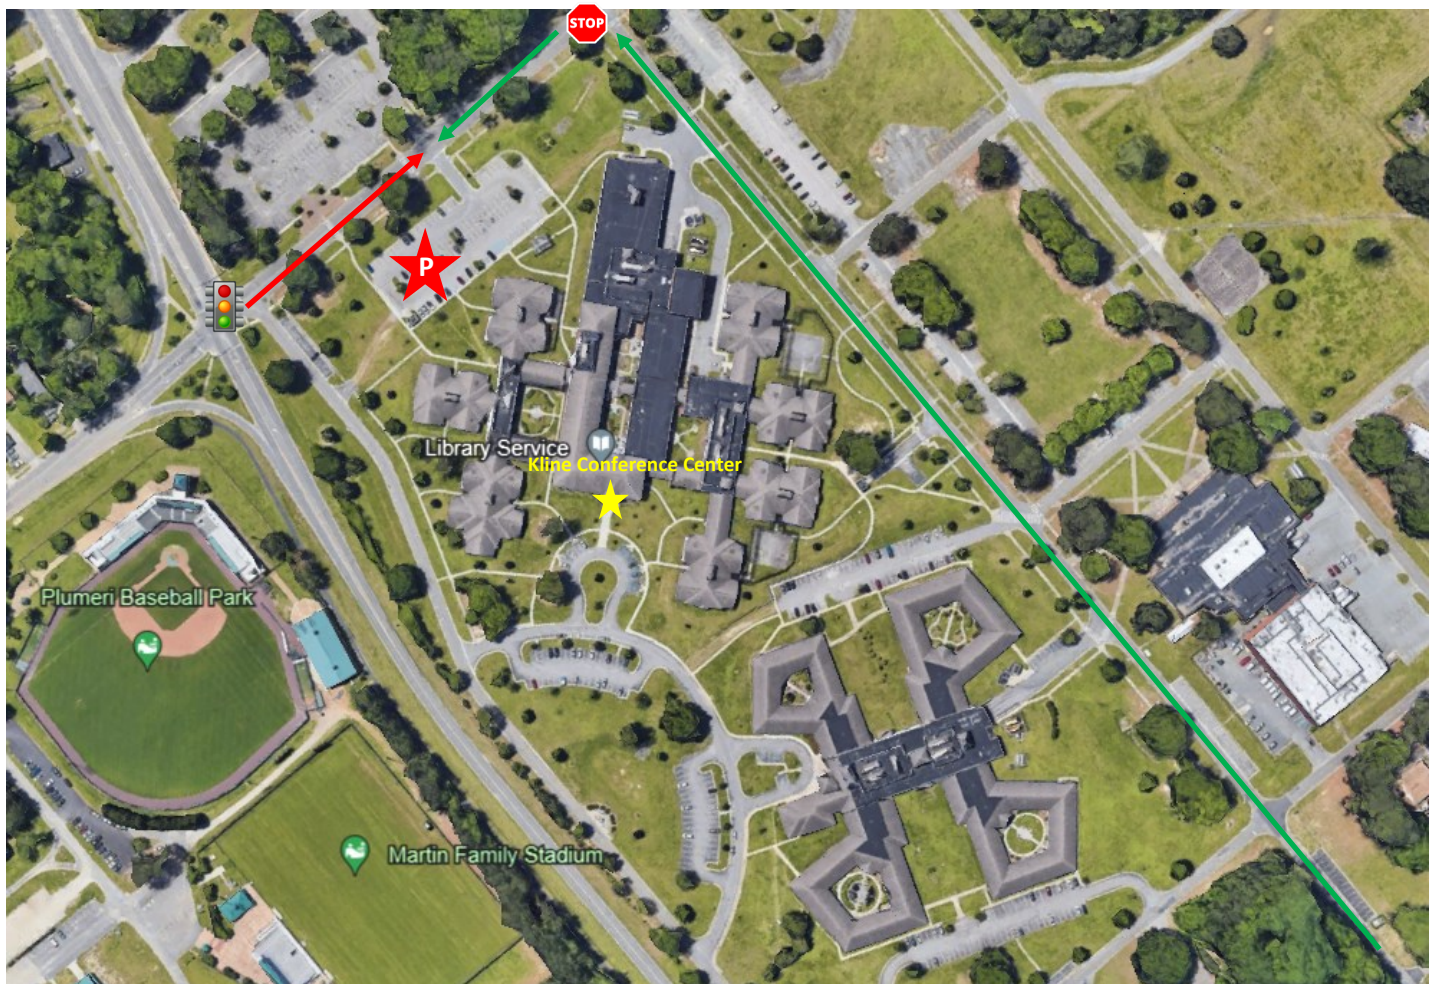 STOP
P
Library Service
Kline Conference Center
Plumeri Baseball Park
Martin Family Stadium